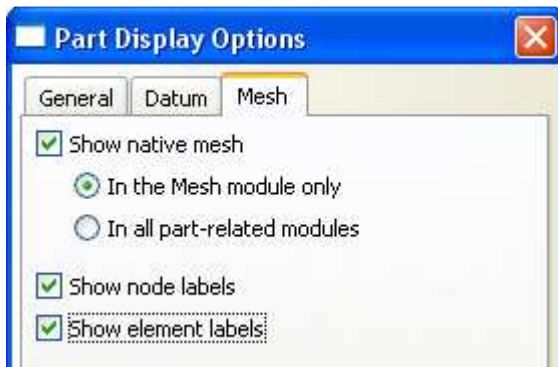 Part Display Options
General Datum Mesh
Show native mesh
In the Mesh module only
In all part-related modules
Show node labels
Show element labels